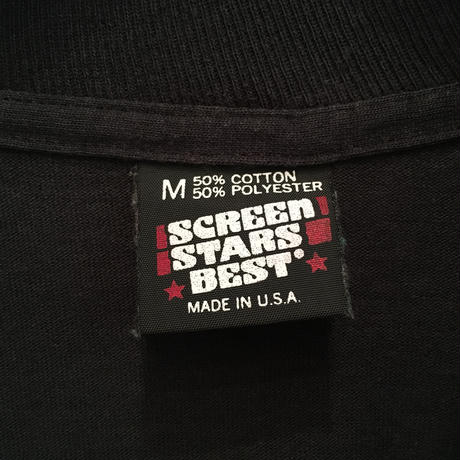 M 50% COTTON
50% POLYESTER
SCREEN
STARS
BEST®
MADE IN U.S.A.